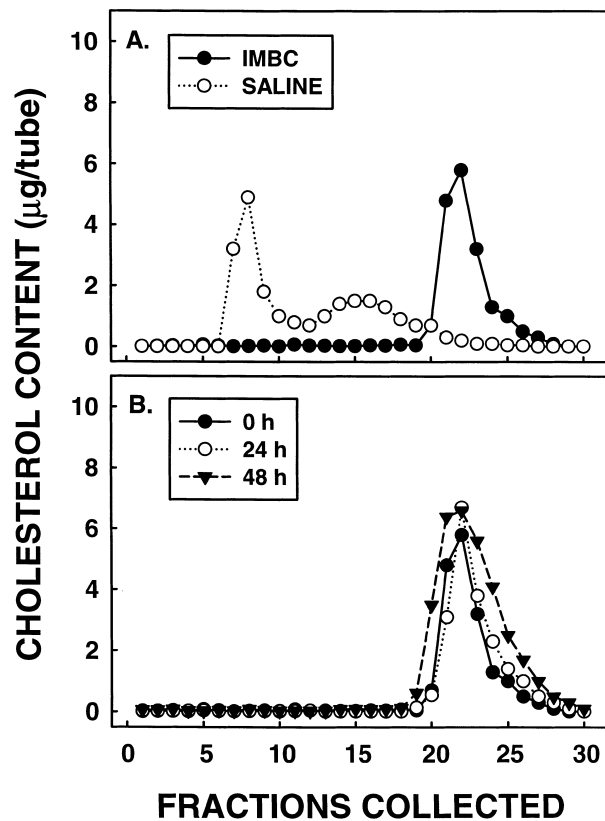 A.
IMBC
SALINE
10
8
6
4
2
0
B.
0 h
24 h
48 h
10
8
6
4
2
0
0 5 10 15 20 25 30
CHOLESTEROL CONTENT (µg/tube)
FRACTIONS COLLECTED